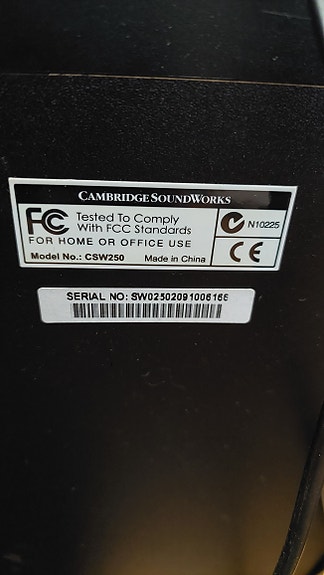 CAMBRIDGE SOUNDWORKS
FC Tested To Comply
With FCC Standards
FOR HOME OR OFFICE USE
Model No.: CSW250 Made in China
N10225
CE
SERIAL NO: SW02502091006166